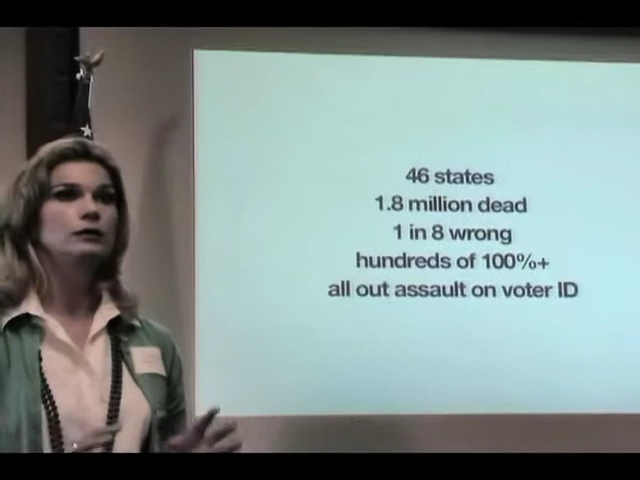 46 states
1.8 million dead
1 in 8 wrong
hundreds of 100%+
all out assault on voter ID